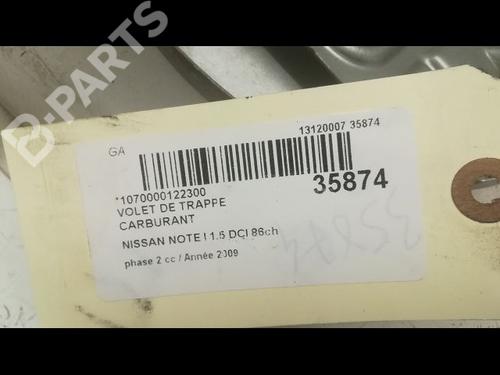 B-PARTS
GA
13120007 35874
*1070000122300
35874
VOLET DE TRAPPE
CARBURANT
NISSAN NOTE I 1.5 DCI 86ch
phase 2 cc / Année 2009